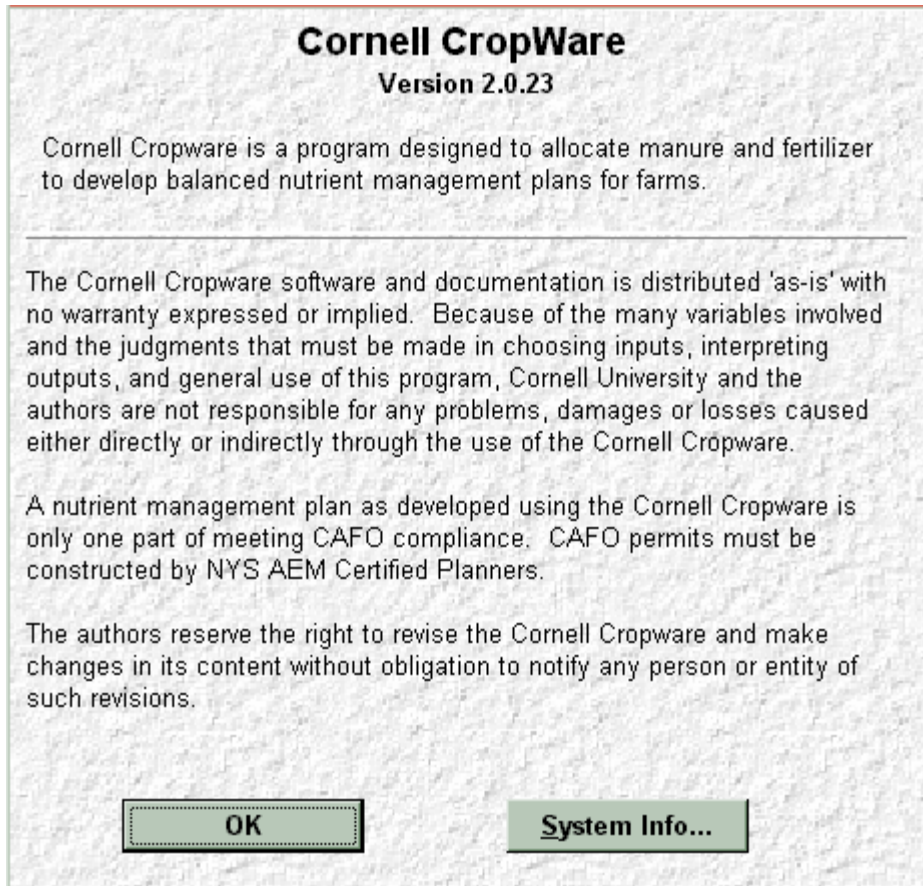 Cornell CropWare
Version 2.0.23
Cornell Cropware is a program designed to allocate manure and fertilizer
to develop balanced nutrient management plans for farms.
The Cornell Cropware software and documentation is distributed 'as-is' with
no warranty expressed or implied.  Because of the many variables involved
and the judgments that must be made in choosing inputs, interpreting
outputs, and general use of this program, Cornell University and the
authors are not responsible for any problems, damages or losses caused
either directly or indirectly through the use of the Cornell Cropware.
A nutrient management plan as developed using the Cornell Cropware is
only one part of meeting CAFO compliance.  CAFO permits must be
constructed by NYS AEM Certified Planners.
The authors reserve the right to revise the Cornell Cropware and make
changes in its content without obligation to notify any person or entity of
such revisions.
OK
System Info...